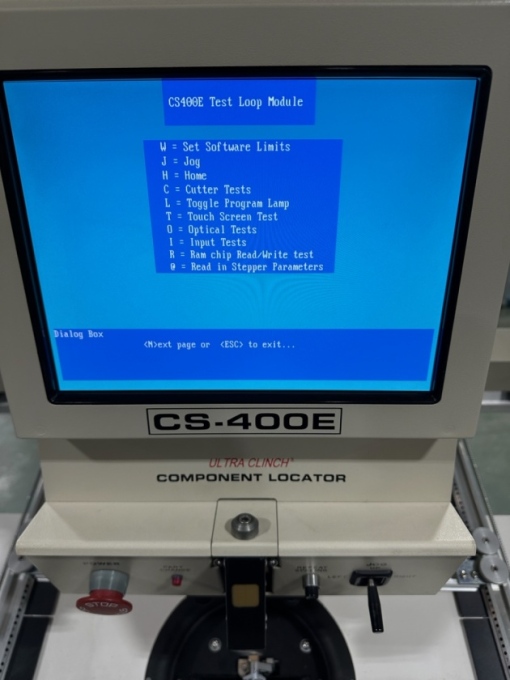 CS400E Test Loop Module
W = Set Software Limits
J = Jog
H = Home
C = Cutter Tests
L = Toggle Program Lamp
T = Touch Screen Test
O = Optical Tests
I = Input Tests
R = Ram chip Read/Write test
@ = Read in Stepper Parameters
Dialog Box
<N>ext page or <ESC> to exit...
CS-400E
ULTRA CLINCH
COMPONENT LOCATOR
POWER
STOP